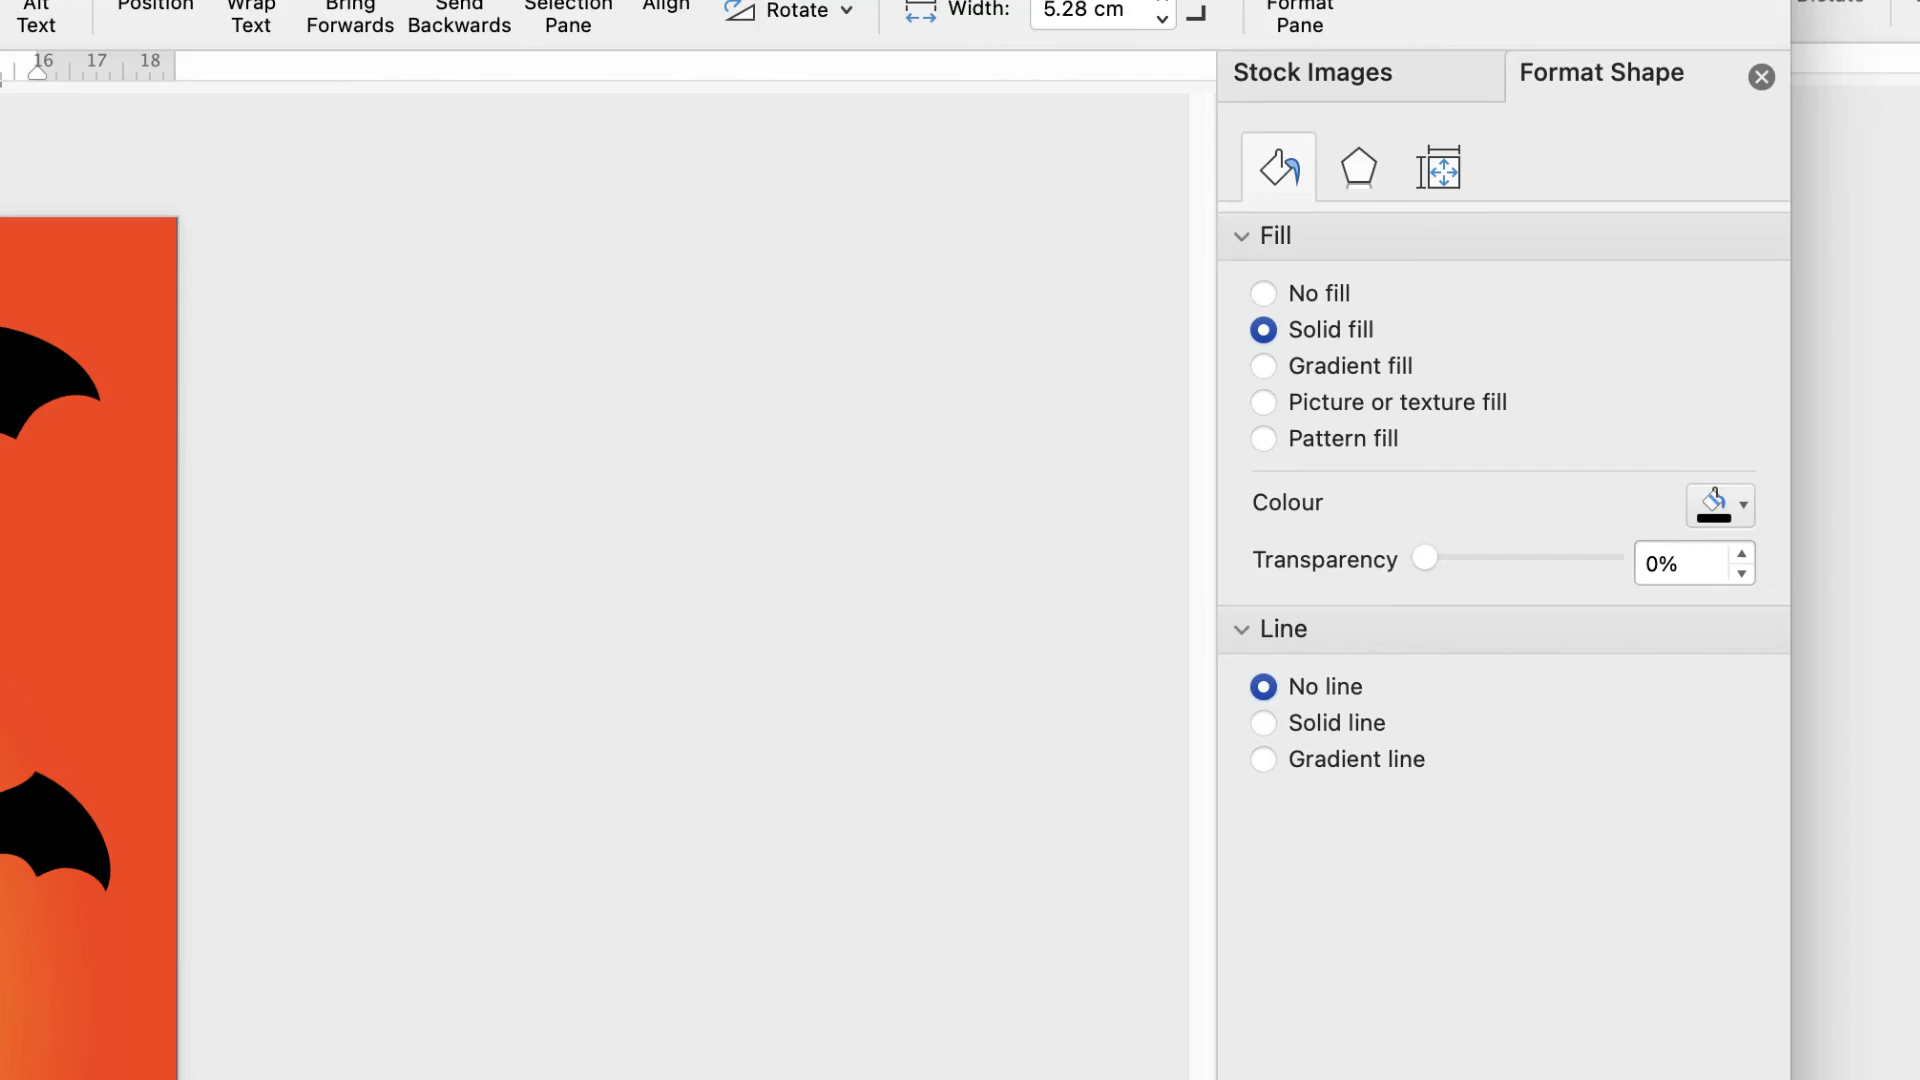 Alt Text
Position
Wrap Text
Bring Forwards
Send Backwards
Selection Pane
Align
Rotate
Width: 5.28 cm
Format Pane
16 17 18
Stock Images
Format Shape
Fill
No fill
Solid fill
Gradient fill
Picture or texture fill
Pattern fill
Colour
Transparency 0%
Line
No line
Solid line
Gradient line